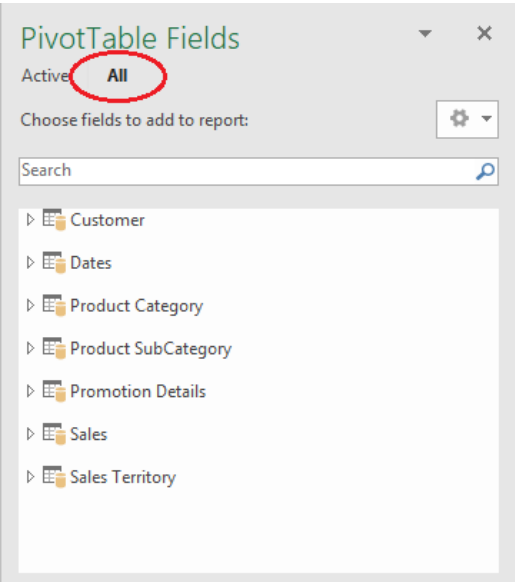 PivotTable Fields
Active All
Choose fields to add to report:
Search
Customer
Dates
Product Category
Product SubCategory
Promotion Details
Sales
Sales Territory